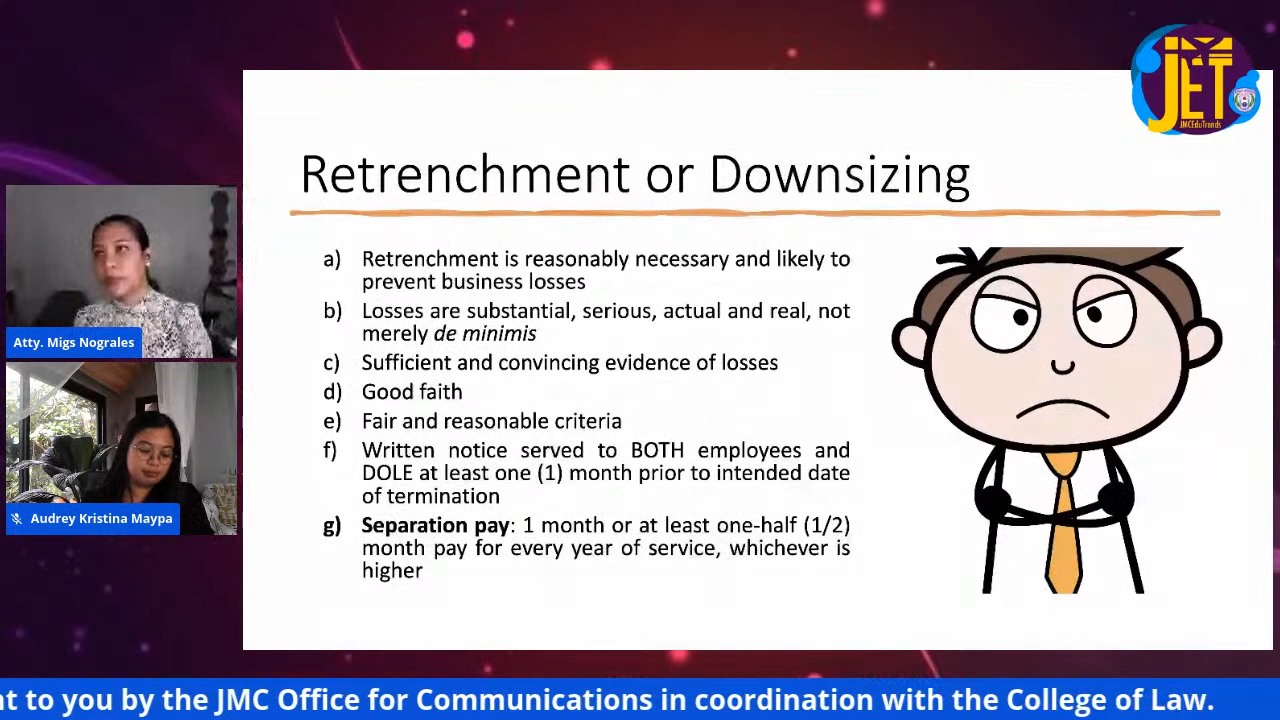 JET
JMCEduTrends
Retrenchment or Downsizing
a) Retrenchment is reasonably necessary and likely to
prevent business losses
b) Losses are substantial, serious, actual and real, not
merely de minimis
c) Sufficient and convincing evidence of losses
d) Good faith
e) Fair and reasonable criteria
f) Written notice served to BOTH employees and
DOLE at least one (1) month prior to intended date
of termination
g) Separation pay: 1 month or at least one-half (1/2)
month pay for every year of service, whichever is
higher
Atty. Migs Nograles
Audrey Kristina Maypa
nt to you by the JMC Office for Communications in coordination with the College of Law.